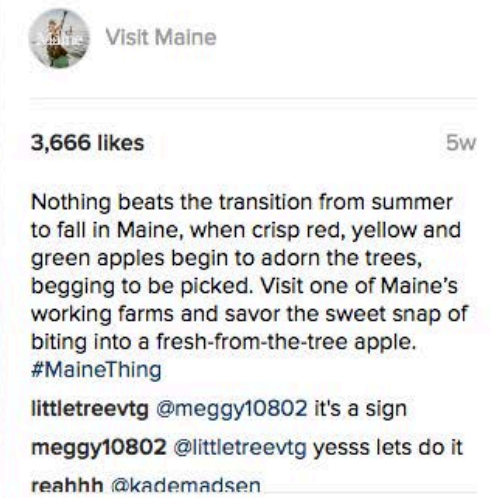 Maine
Visit Maine
3,666 likes
5w
Nothing beats the transition from summer
to fall in Maine, when crisp red, yellow and
green apples begin to adorn the trees,
begging to be picked. Visit one of Maine's
working farms and savor the sweet snap of
biting into a fresh-from-the-tree apple.
#MaineThing
littletreevtg @meggy10802 it's a sign
meggy10802 @littletreevtg yesss lets do it
reahhh @kademadsen